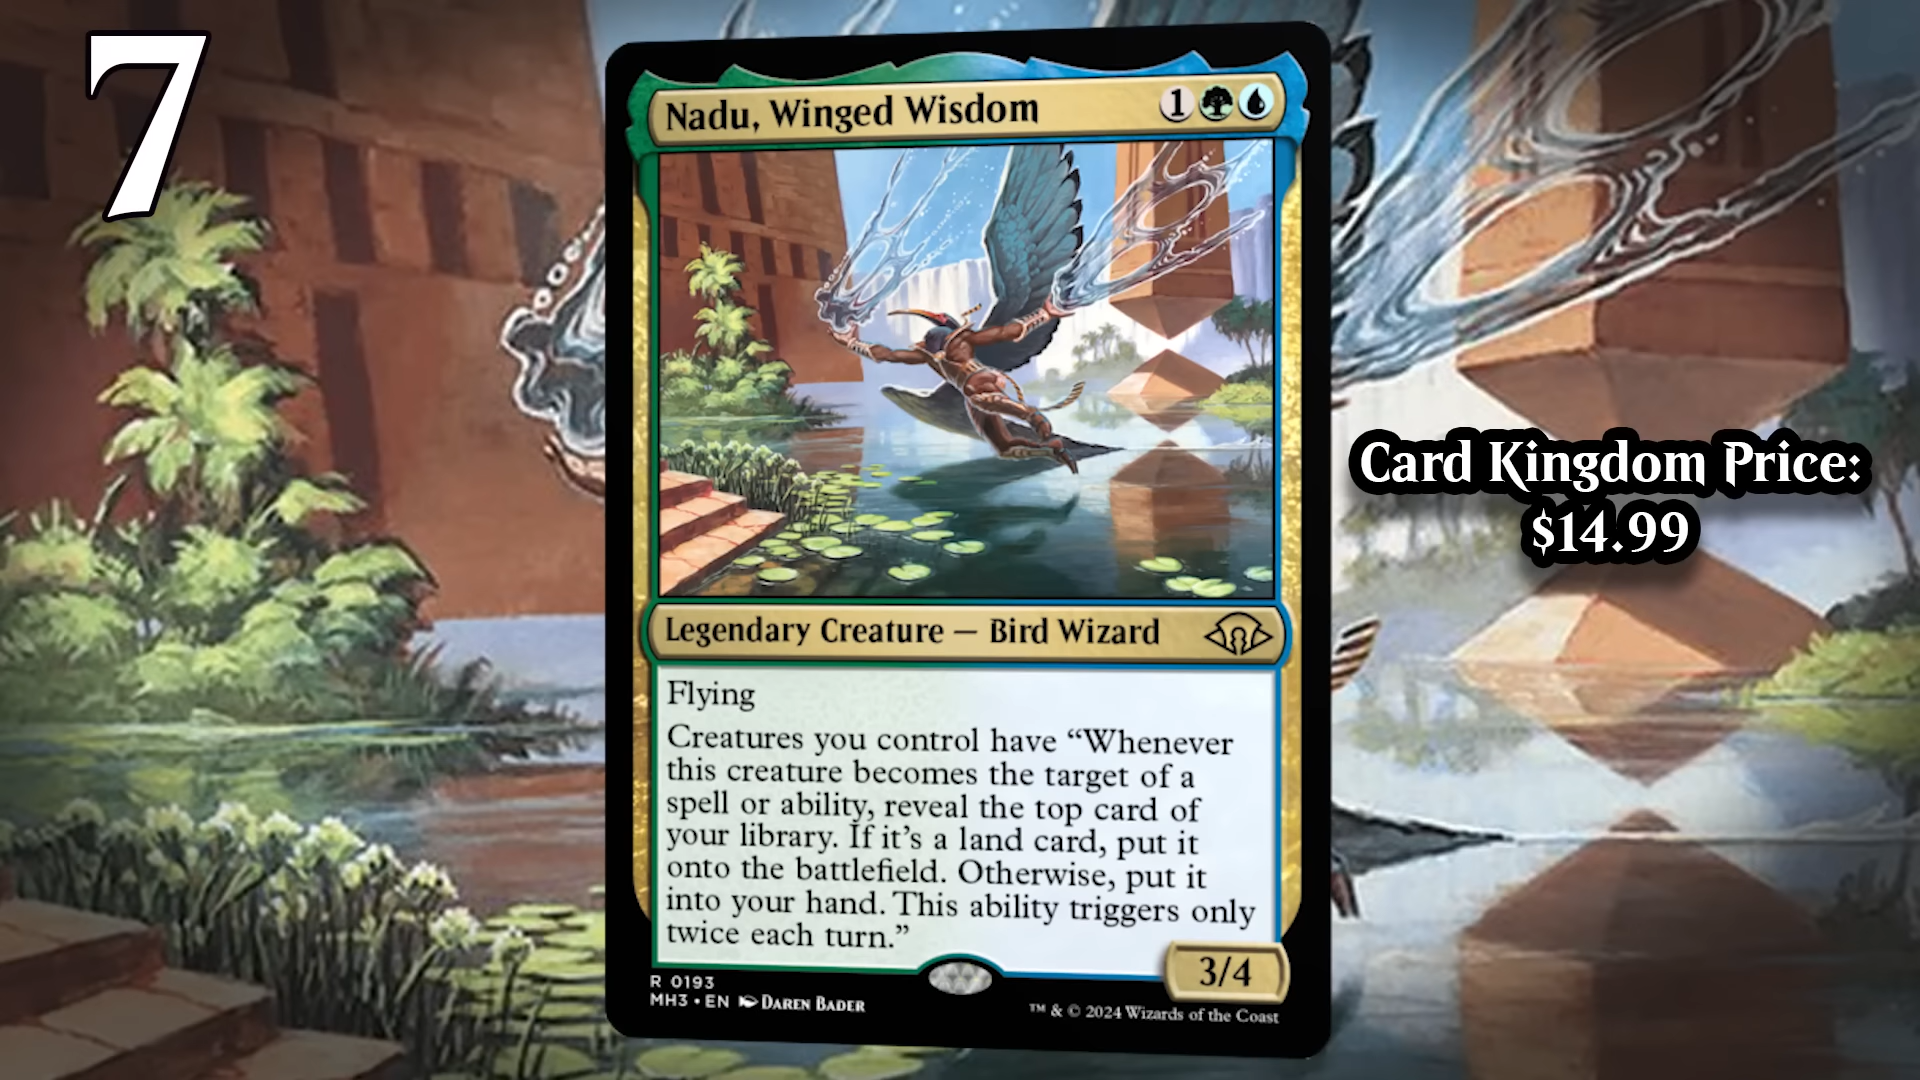 7
Nadu, Winged Wisdom 1
Card Kingdom Price:
$14.99
Legendary Creature — Bird Wizard
Flying
Creatures you control have “Whenever
this creature becomes the target of a
spell or ability, reveal the top card of
your library. If it’s a land card, put it
onto the battlefield. Otherwise, put it
into your hand. This ability triggers only
twice each turn.”
3/4
R 0193
MH3 • EN DAREN BADER
™ & © 2024 Wizards of the Coast